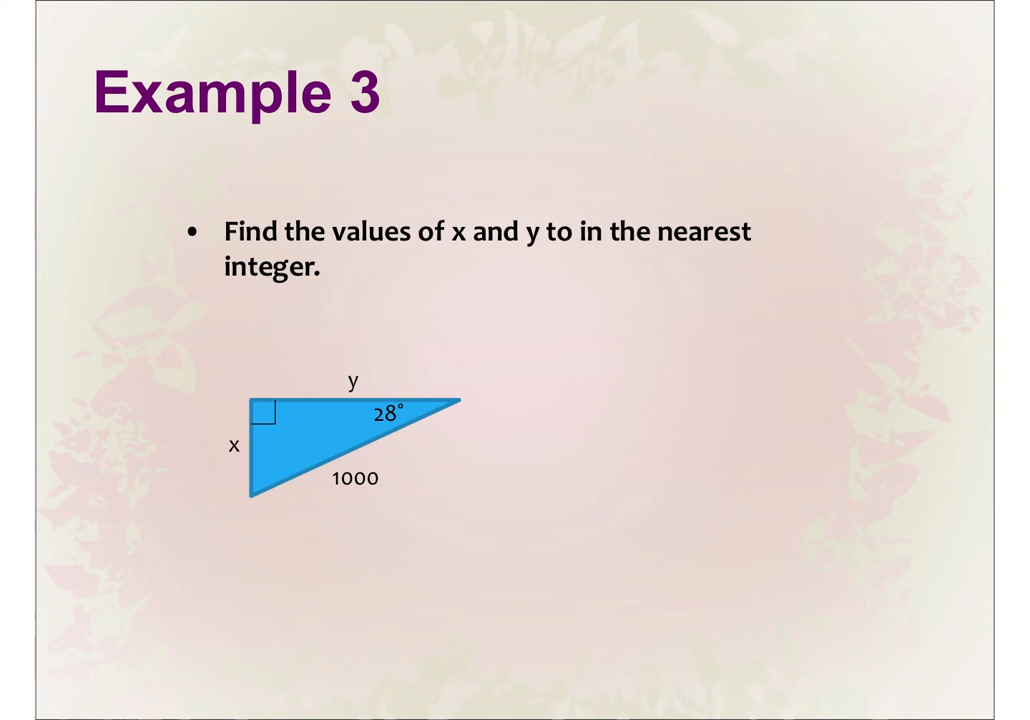 Example 3
• Find the values of x and y to in the nearest
integer.
y
28°
x
1000